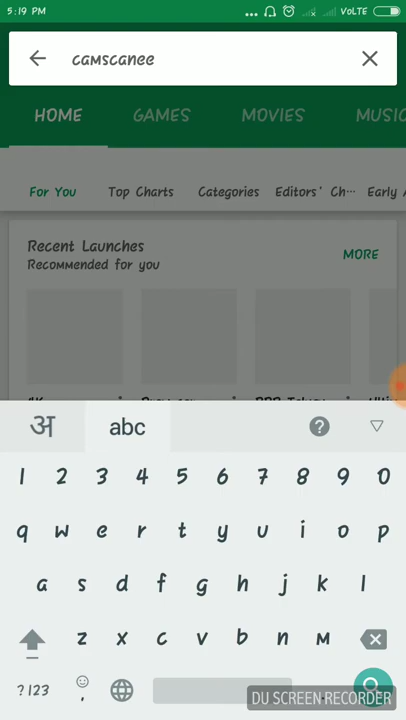 5:19 PM ... VoLTE
camscanee
HOME GAMES MOVIES MUSIC
For You Top Charts Categories Editors' Ch... Early
Recent Launches
Recommended for you
MORE
अ abc ?
1 2 3 4 5 6 7 8 9 0
q w e r t y u i o p
a s d f g h j k l
z x c v b n m
?123 ,
DU SCREEN RECORDER